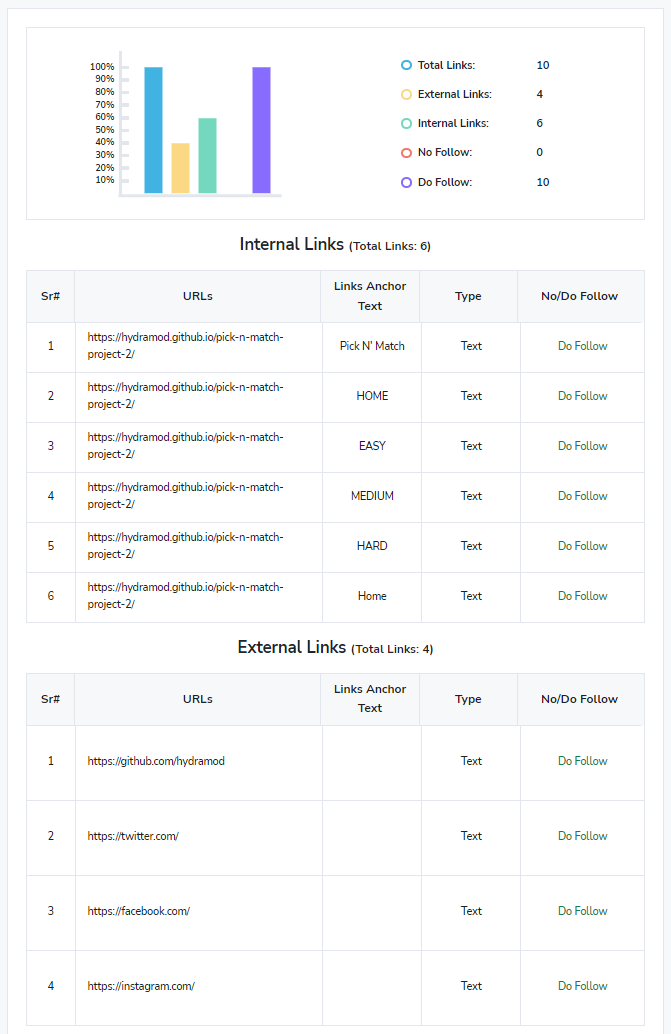 100%
90%
80%
70%
60%
50%
40%
30%
20%
10%
Total Links: 10
External Links: 4
Internal Links: 6
No Follow: 0
Do Follow: 10
Internal Links (Total Links: 6)
Sr# URLs Links Anchor Text Type No/Do Follow
1 https://hydramod.github.io/pick-n-match-project-2/ Pick N' Match Text Do Follow
2 https://hydramod.github.io/pick-n-match-project-2/ HOME Text Do Follow
3 https://hydramod.github.io/pick-n-match-project-2/ EASY Text Do Follow
4 https://hydramod.github.io/pick-n-match-project-2/ MEDIUM Text Do Follow
5 https://hydramod.github.io/pick-n-match-project-2/ HARD Text Do Follow
6 https://hydramod.github.io/pick-n-match-project-2/ Home Text Do Follow
External Links (Total Links: 4)
Sr# URLs Links Anchor Text Type No/Do Follow
1 https://github.com/hydramod Text Do Follow
2 https://twitter.com/ Text Do Follow
3 https://facebook.com/ Text Do Follow
4 https://instagram.com/ Text Do Follow